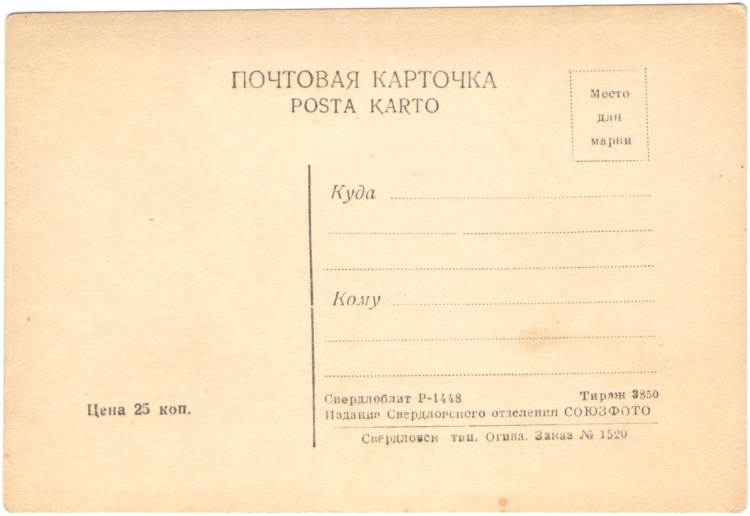 ПОЧТОВАЯ КАРТОЧКА
POSTA KARTO
Место
для
марки
Куда
Кому
Цена 25 коп.
Свердлоблит Р-1448 Тираж 3850
Издание Свердловского отделения СОЮЗФОТО
Свердловск тип. Огиза. Заказ № 1520